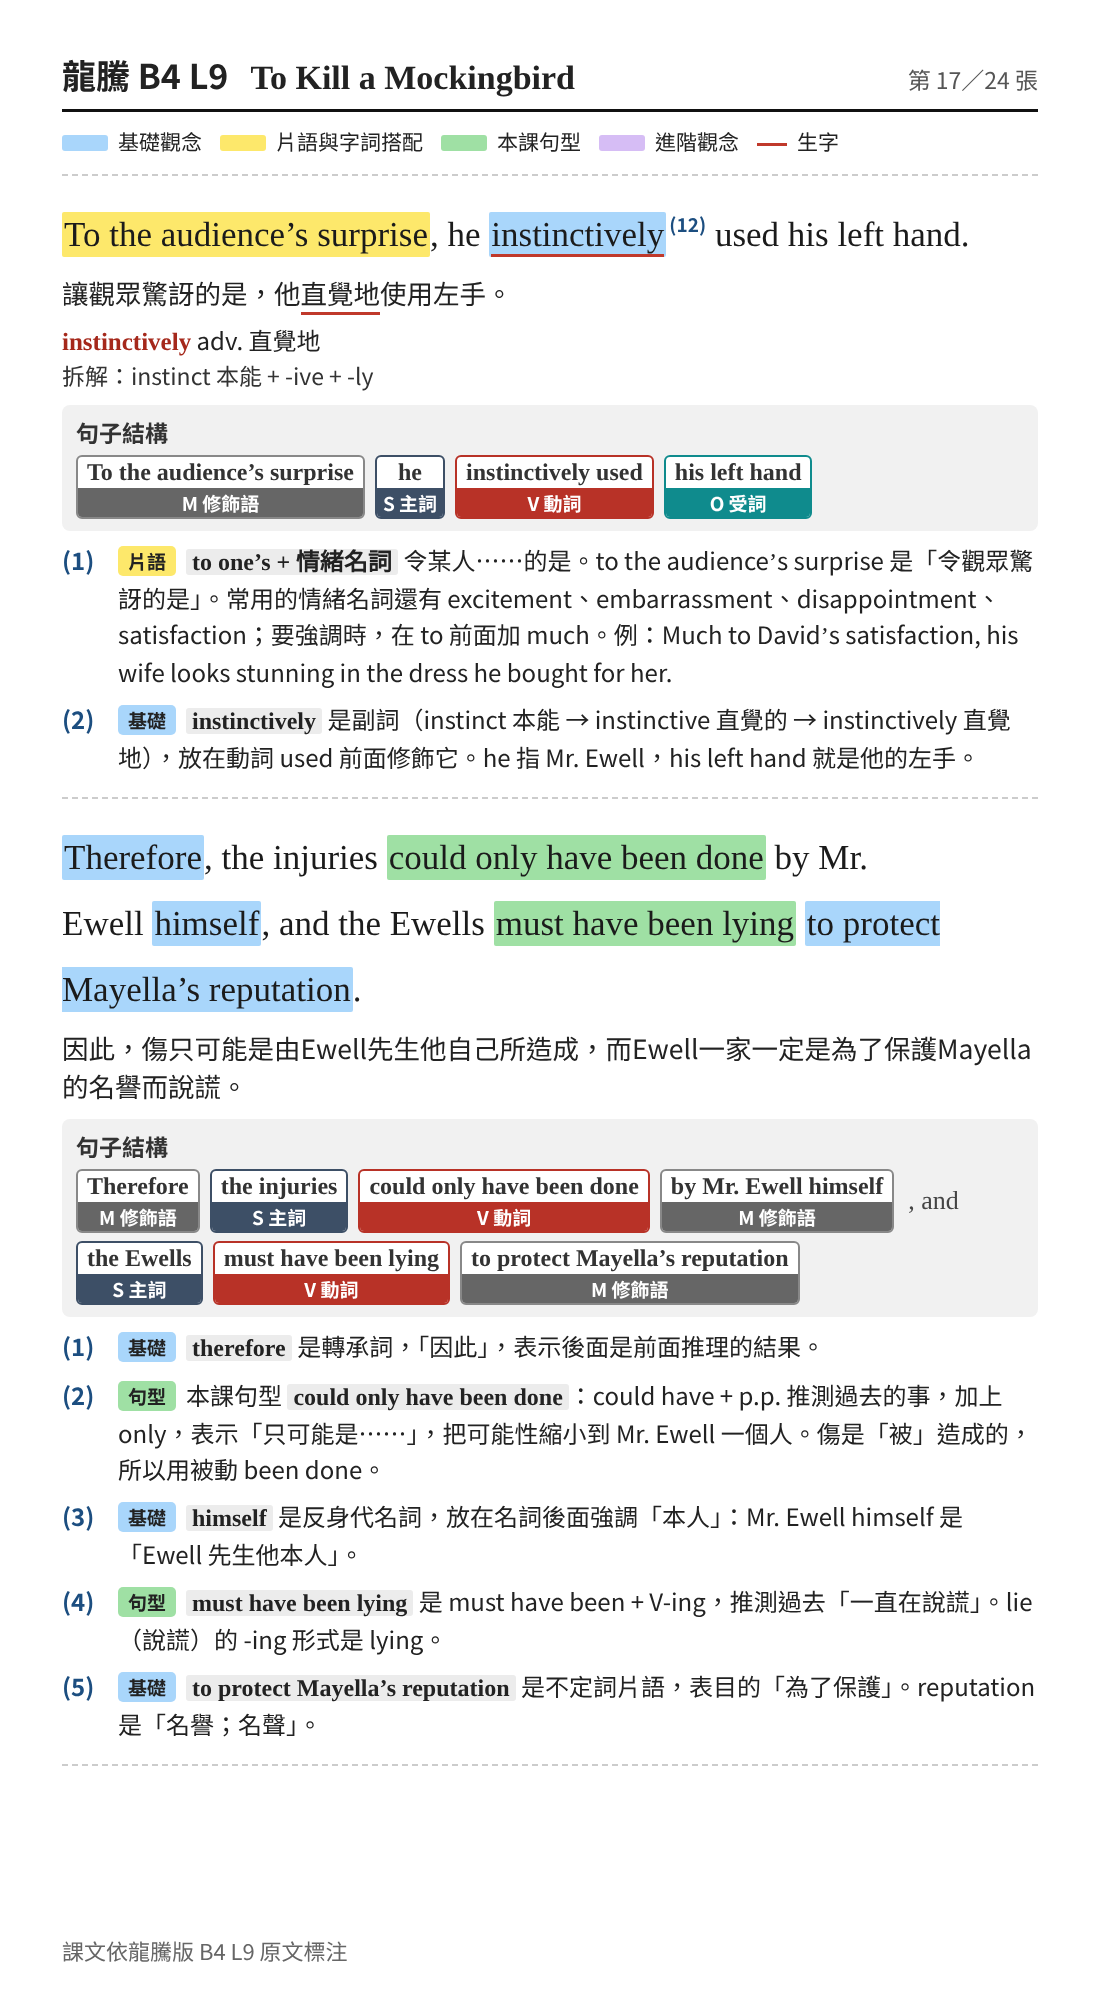 龍騰 B4 L9 To Kill a Mockingbird 第 17／24 張
基礎觀念 片語與字詞搭配 本課句型 進階觀念 生字
To the audience’s surprise, he instinctively (12) used his left hand.
讓觀眾驚訝的是，他直覺地使用左手。
instinctively adv. 直覺地
拆解：instinct 本能 + -ive + -ly
句子結構
To the audience’s surprise he instinctively used his left hand
M 修飾語 S 主詞 V 動詞 O 受詞
(1) 片語 to one’s + 情緒名詞 令某人……的是。to the audience’s surprise 是「令觀眾驚
訝的是」。常用的情緒名詞還有 excitement、embarrassment、disappointment、
satisfaction；要強調時，在 to 前面加 much。例：Much to David’s satisfaction, his
wife looks stunning in the dress he bought for her.
(2) 基礎 instinctively 是副詞（instinct 本能 → instinctive 直覺的 → instinctively 直覺
地），放在動詞 used 前面修飾它。he 指 Mr. Ewell，his left hand 就是他的左手。
Therefore, the injuries could only have been done by Mr.
Ewell himself, and the Ewells must have been lying to protect
Mayella’s reputation.
因此，傷只可能是由Ewell先生他自己所造成，而Ewell一家一定是為了保護Mayella
的名譽而說謊。
句子結構
Therefore the injuries could only have been done by Mr. Ewell himself , and
M 修飾語 S 主詞 V 動詞 M 修飾語
the Ewells must have been lying to protect Mayella’s reputation
S 主詞 V 動詞 M 修飾語
(1) 基礎 therefore 是轉承詞，「因此」，表示後面是前面推理的結果。
(2) 句型 本課句型 could only have been done：could have + p.p. 推測過去的事，加上
only，表示「只可能是……」，把可能性縮小到 Mr. Ewell 一個人。傷是「被」造成的，
所以用被動 been done。
(3) 基礎 himself 是反身代名詞，放在名詞後面強調「本人」：Mr. Ewell himself 是
「Ewell 先生他本人」。
(4) 句型 must have been lying 是 must have been + V-ing，推測過去「一直在說謊」。lie
（說謊）的 -ing 形式是 lying。
(5) 基礎 to protect Mayella’s reputation 是不定詞片語，表目的「為了保護」。reputation
是「名譽；名聲」。
課文依龍騰版 B4 L9 原文標注